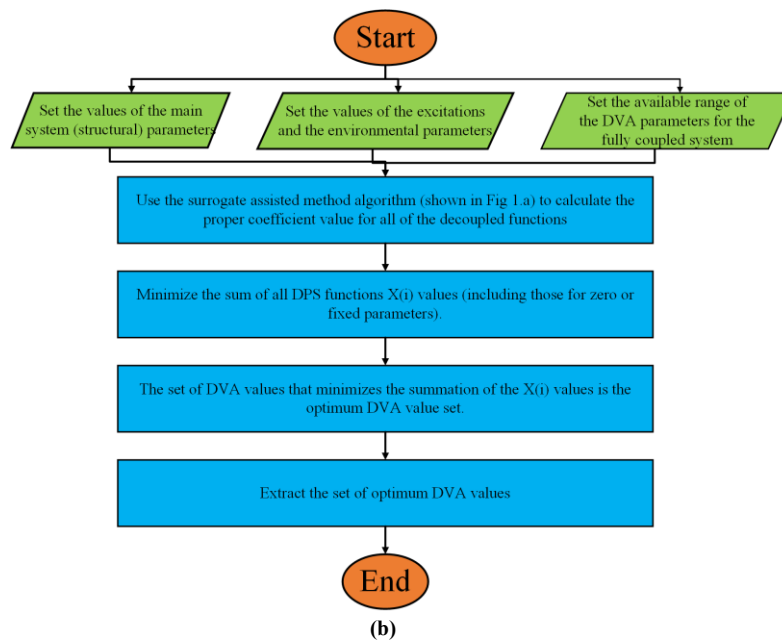 Start
Set the values of the main
system (structural) parameters
Set the values of the excitations
and the environmental parameters
Set the available range of
the DVA parameters for the
fully coupled system
Use the surrogate assisted method algorithm (shown in Fig 1.a) to calculate the
proper coefficient value for all of the decoupled functions
Minimize the sum of all DPS functions X(i) values (including those for zero or
fixed parameters).
The set of DVA values that minimizes the summation of the X(i) values is the
optimum DVA value set.
Extract the set of optimum DVA values
End
(b)